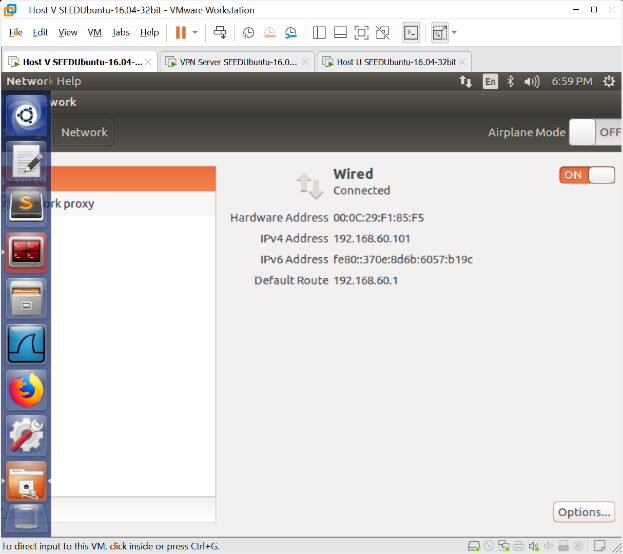 Host V SEEDUbuntu-16.04-32bit - VMware Workstation
File Edit View VM Jabs Help
Host V SEEDUbuntu-16.04-... VPN Server SEEDUbuntu-16.0... Host U SEEDUbuntu-16.04-32bit
Network Help En 6:59 PM
work
Network Airplane Mode OFF
Wired ON
Connected
rk proxy
Hardware Address 00:0C:29:F1:85:F5
IPv4 Address 192.168.60.101
IPv6 Address fe80::370e:8d6b:6057:b19c
Default Route 192.168.60.1
Options...
To direct input to this VM, click inside or press Ctrl+G.